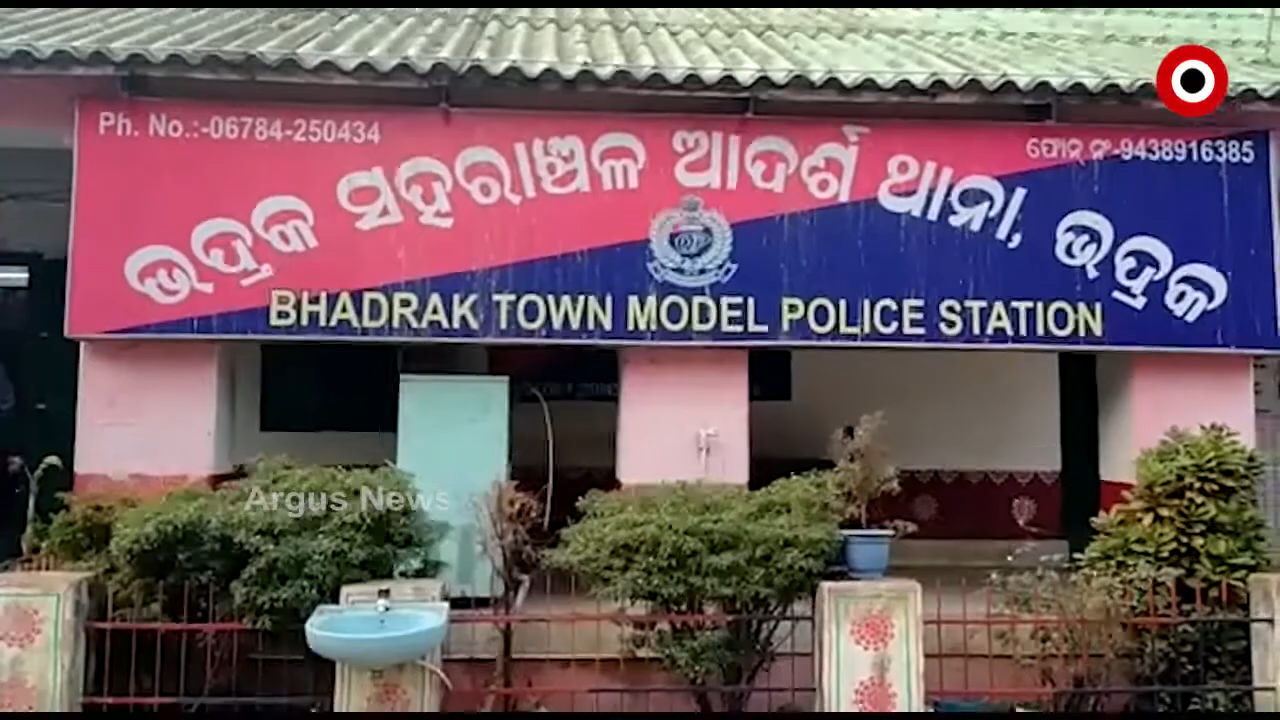 Ph. No.:-06784-250434
ଫୋନ୍ ନଂ-9438916385
ଭଦ୍ରକ ସହରାଞ୍ଚଳ ଆଦର୍ଶ ଥାନା, ଭଦ୍ରକ
BHADRAK TOWN MODEL POLICE STATION
Argus News